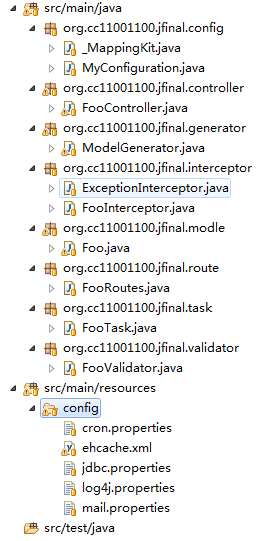 src/main/java
org.cc11001100.jfinal.config
_MappingKit.java
MyConfiguration.java
org.cc11001100.jfinal.controller
FooController.java
org.cc11001100.jfinal.generator
ModelGenerator.java
org.cc11001100.jfinal.interceptor
ExceptionInterceptor.java
FooInterceptor.java
org.cc11001100.jfinal.modle
Foo.java
org.cc11001100.jfinal.route
FooRoutes.java
org.cc11001100.jfinal.task
FooTask.java
org.cc11001100.jfinal.validator
FooValidator.java
src/main/resources
config
cron.properties
ehcache.xml
jdbc.properties
log4j.properties
mail.properties
src/test/java